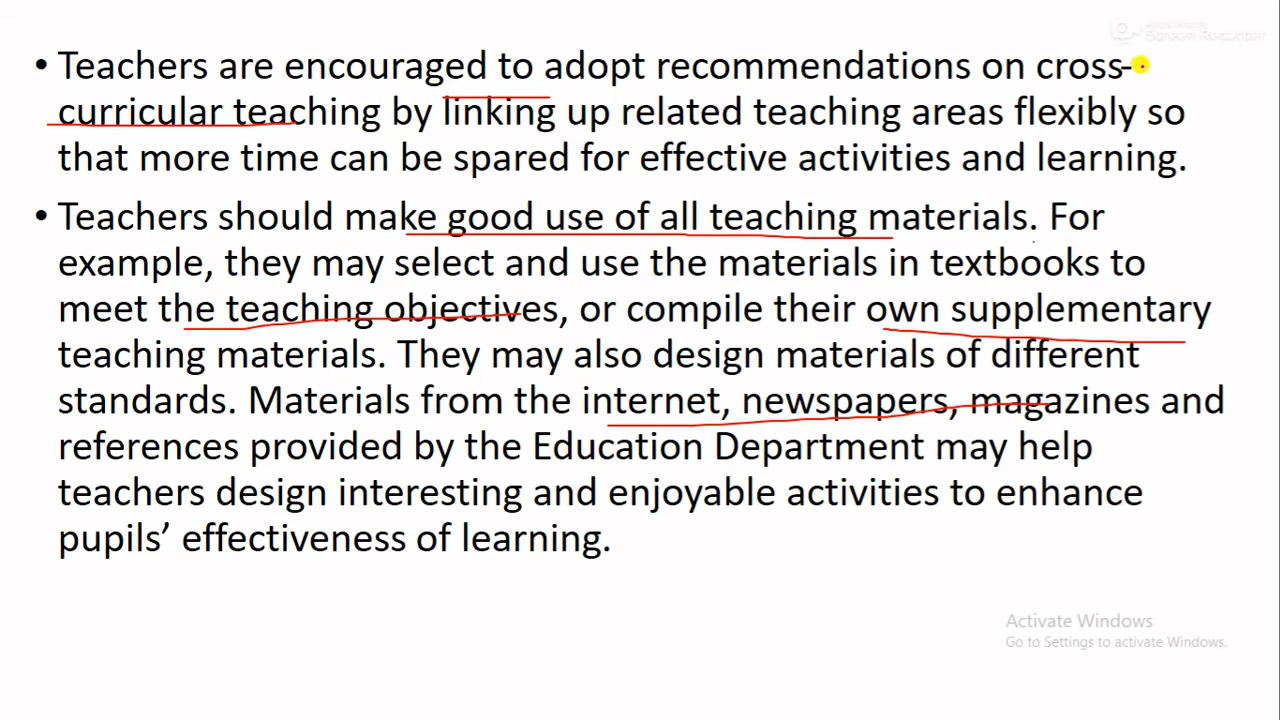 • Teachers are encouraged to adopt recommendations on cross-
curricular teaching by linking up related teaching areas flexibly so
that more time can be spared for effective activities and learning.
• Teachers should make good use of all teaching materials. For
example, they may select and use the materials in textbooks to
meet the teaching objectives, or compile their own supplementary
teaching materials. They may also design materials of different
standards. Materials from the internet, newspapers, magazines and
references provided by the Education Department may help
teachers design interesting and enjoyable activities to enhance
pupils’ effectiveness of learning.
Activate Windows
Go to Settings to activate Windows.